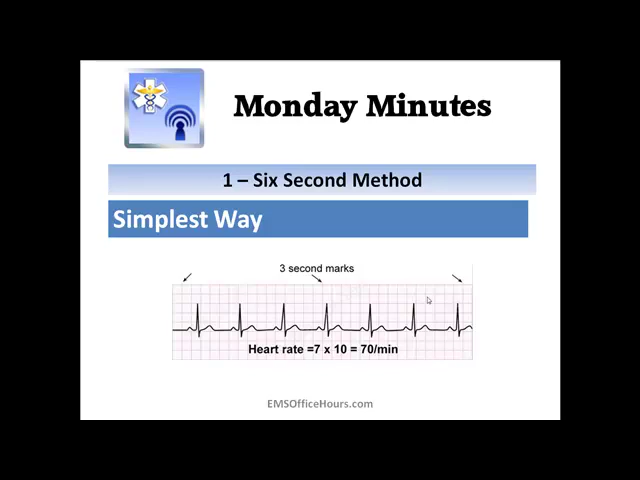 Monday Minutes
1 – Six Second Method
Simplest Way
3 second marks
Heart rate =7 x 10 = 70/min
EMSOfficeHours.com